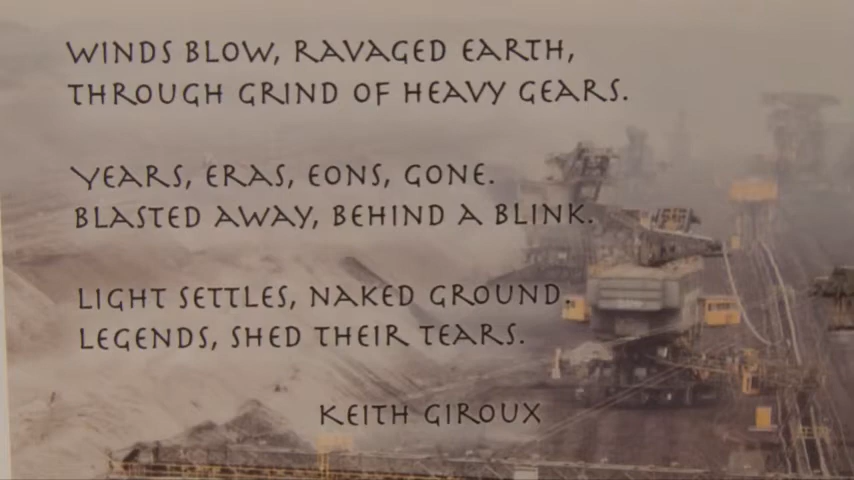 WINDS BLOW, RAVAGED EARTH,
THROUGH GRIND OF HEAVY GEARS.
YEARS, ERAS, EONS, GONE.
BLASTED AWAY, BEHIND A BLINK.
LIGHT SETTLES, NAKED GROUND
LEGENDS, SHED THEIR TEARS.
KEITH GIROUX